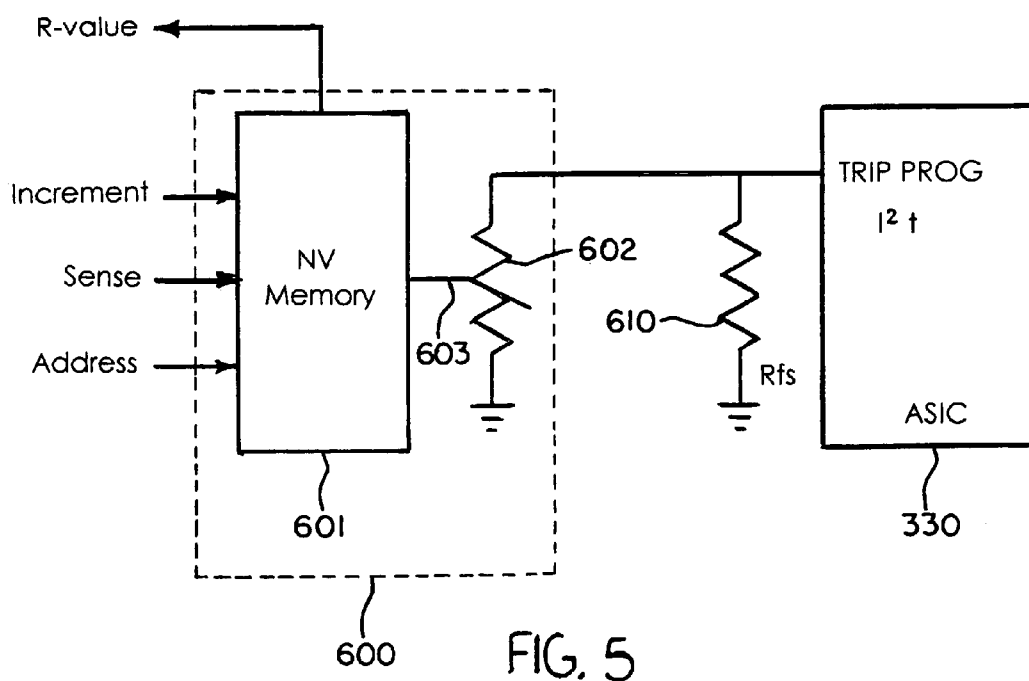 R-value
Increment
Sense
Address
NV
Memory
603
602
610
Rfs
TRIP PROG
I² t
ASIC
601
330
600
FIG. 5